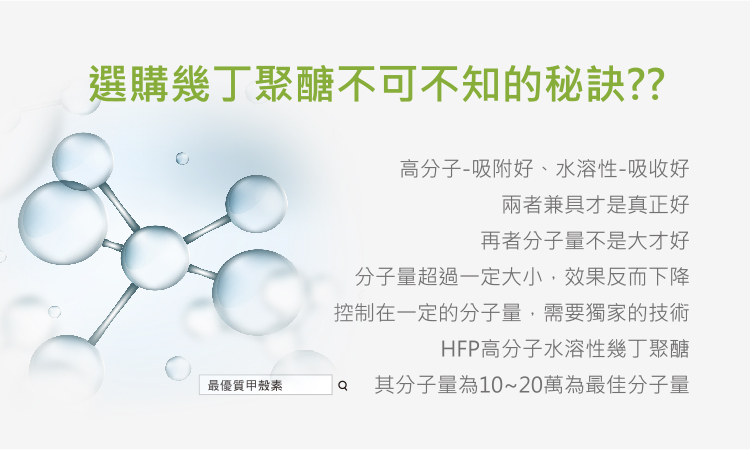 選購幾丁聚醣不可不知的秘訣??
高分子-吸附好、水溶性-吸收好
兩者兼具才是真正好
再者分子量不是大才好
分子量超過一定大小，效果反而下降
控制在一定的分子量，需要獨家的技術
HFP高分子水溶性幾丁聚醣
其分子量為10~20萬為最佳分子量
最優質甲殼素